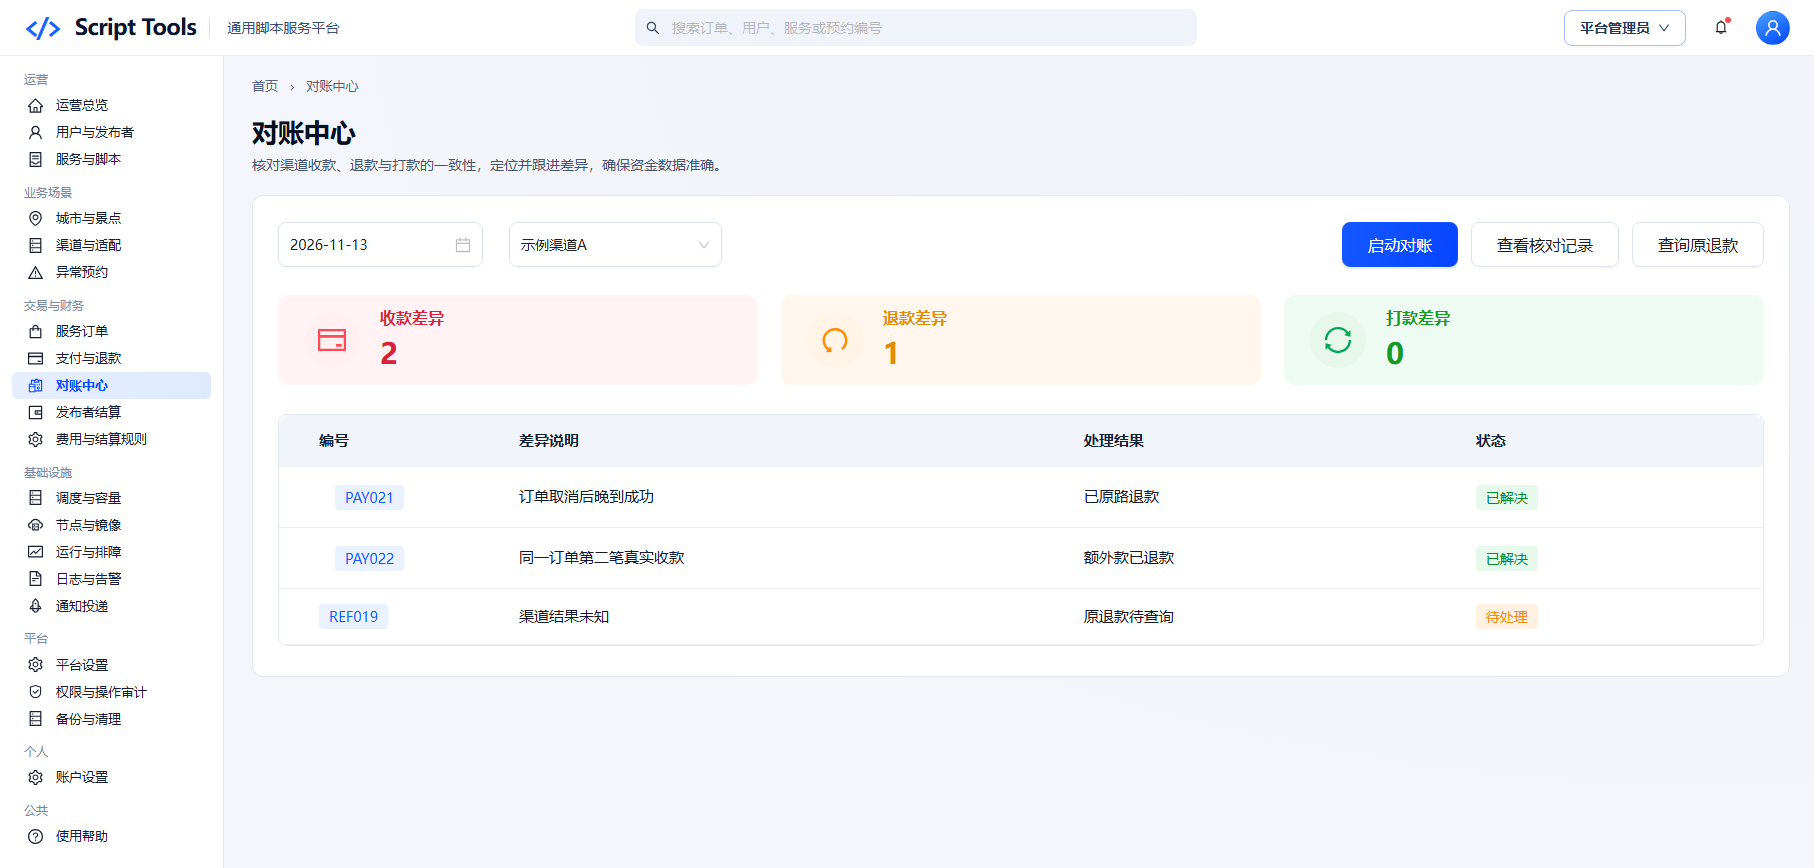 Script Tools 通用脚本服务平台 搜索订单、用户、服务或预约编号 平台管理员
运营
运营总览
用户与发布者
服务与脚本
业务场景
城市与景点
渠道与适配
异常预约
交易与财务
服务订单
支付与退款
对账中心
发布者结算
费用与结算规则
基础设施
调度与容量
节点与镜像
运行与排障
日志与告警
通知投递
平台
平台设置
权限与操作审计
备份与清理
个人
账户设置
公共
使用帮助
首页 › 对账中心
对账中心
核对渠道收款、退款与打款的一致性，定位并跟进差异，确保资金数据准确。
2026-11-13 示例渠道A 启动对账 查看核对记录 查询原退款
收款差异
2
退款差异
1
打款差异
0
编号 差异说明 处理结果 状态
PAY021 订单取消后晚到成功 已原路退款 已解决
PAY022 同一订单第二笔真实收款 额外款已退款 已解决
REF019 渠道结果未知 原退款待查询 待处理